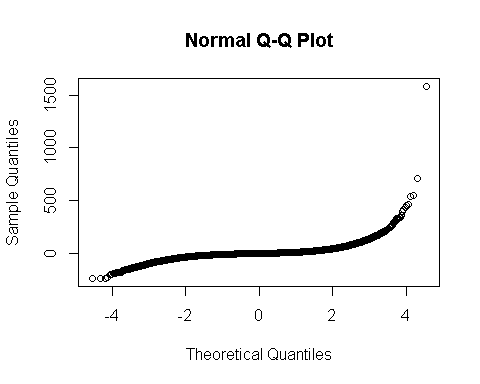 Normal Q-Q Plot
Sample Quantiles
1500
1000
500
0
-4 -2 0 2 4
Theoretical Quantiles